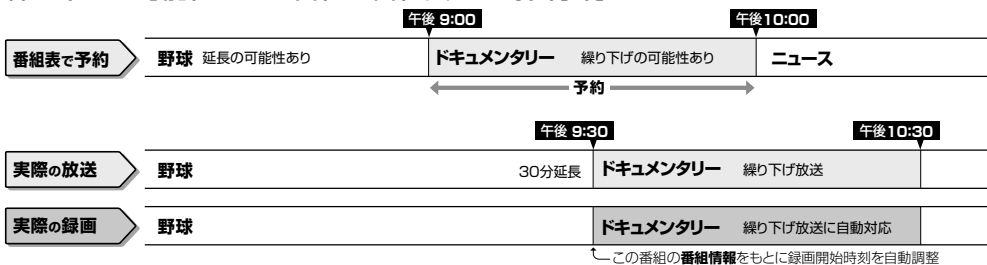 午後 9:00 午後10:00
番組表で予約 野球 延長の可能性あり ドキュメンタリー 繰り下げの可能性あり ニュース
予約
午後 9:30 午後10:30
実際の放送 野球 30分延長 ドキュメンタリー 繰り下げ放送
実際の録画 野球 ドキュメンタリー 繰り下げ放送に自動対応
この番組の番組情報をもとに録画開始時刻を自動調整